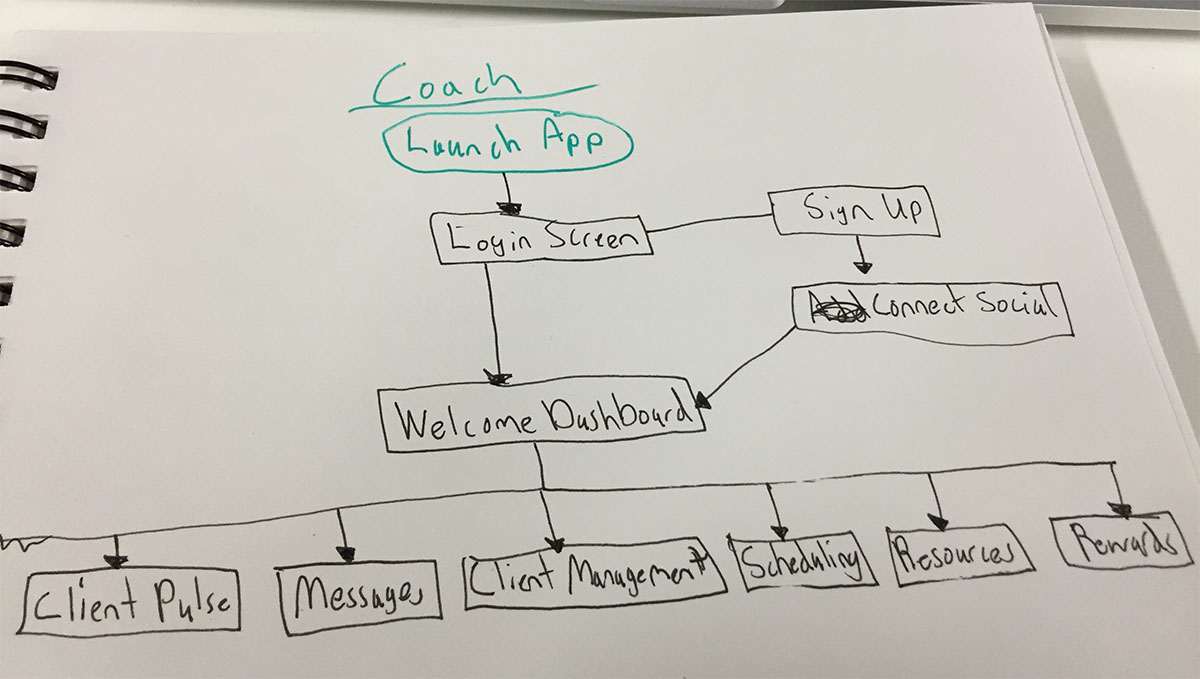 Coach
Launch App
Login Screen
Sign Up
Connect Social
Welcome Dashboard
Client Pulse
Messages
Client Management
Scheduling
Resources
Rewards